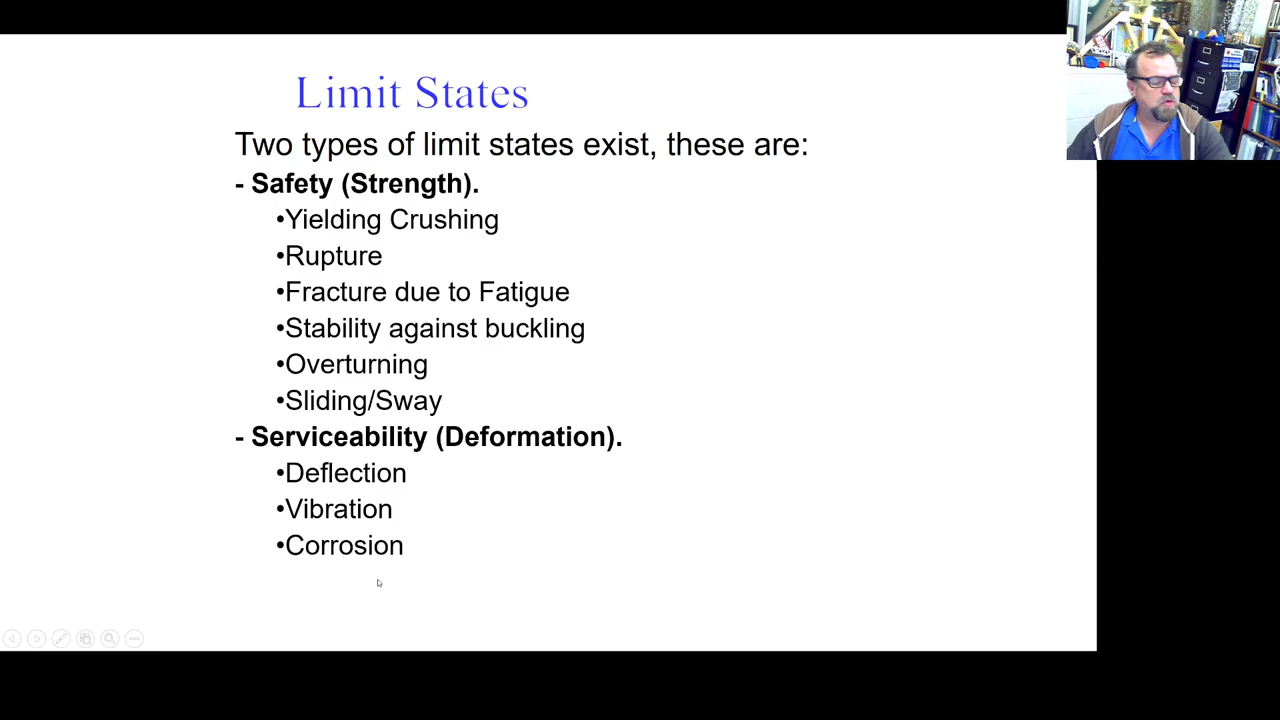 Limit States
Two types of limit states exist, these are:
- Safety (Strength).
•Yielding Crushing
•Rupture
•Fracture due to Fatigue
•Stability against buckling
•Overturning
•Sliding/Sway
- Serviceability (Deformation).
•Deflection
•Vibration
•Corrosion